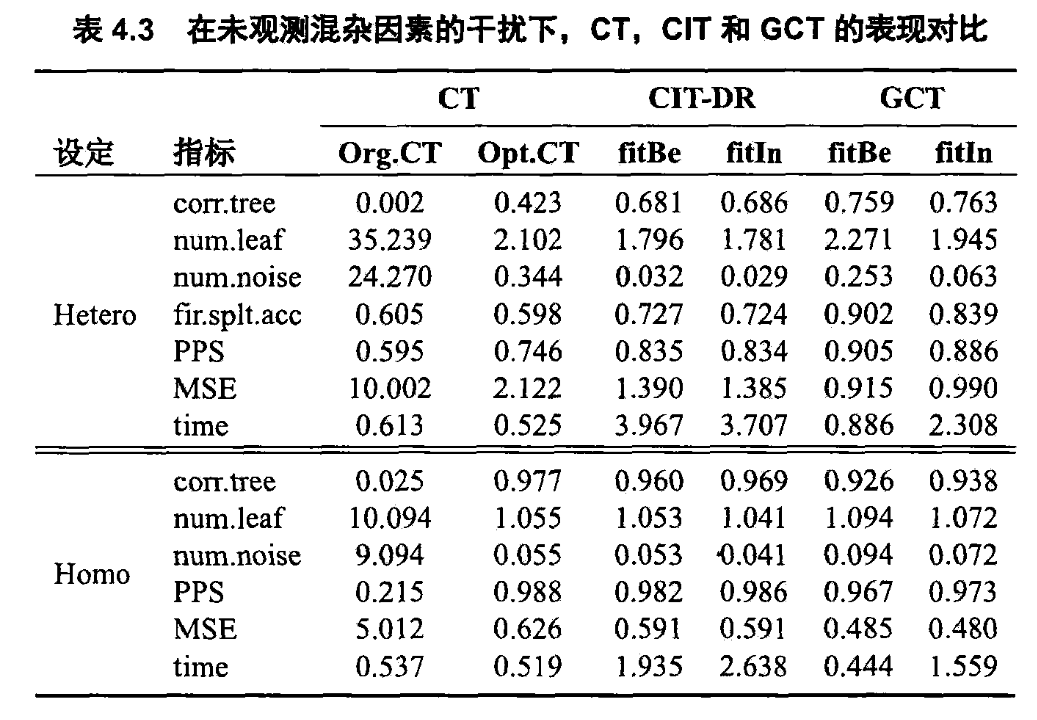 表 4.3 在未观测混杂因素的干扰下，CT，CIT 和 GCT 的表现对比
CT CIT-DR GCT
设定 指标 Org.CT Opt.CT fitBe fitIn fitBe fitIn
corr.tree 0.002 0.423 0.681 0.686 0.759 0.763
num.leaf 35.239 2.102 1.796 1.781 2.271 1.945
num.noise 24.270 0.344 0.032 0.029 0.253 0.063
Hetero fir.splt.acc 0.605 0.598 0.727 0.724 0.902 0.839
PPS 0.595 0.746 0.835 0.834 0.905 0.886
MSE 10.002 2.122 1.390 1.385 0.915 0.990
time 0.613 0.525 3.967 3.707 0.886 2.308
corr.tree 0.025 0.977 0.960 0.969 0.926 0.938
num.leaf 10.094 1.055 1.053 1.041 1.094 1.072
num.noise 9.094 0.055 0.053 0.041 0.094 0.072
Homo
PPS 0.215 0.988 0.982 0.986 0.967 0.973
MSE 5.012 0.626 0.591 0.591 0.485 0.480
time 0.537 0.519 1.935 2.638 0.444 1.559